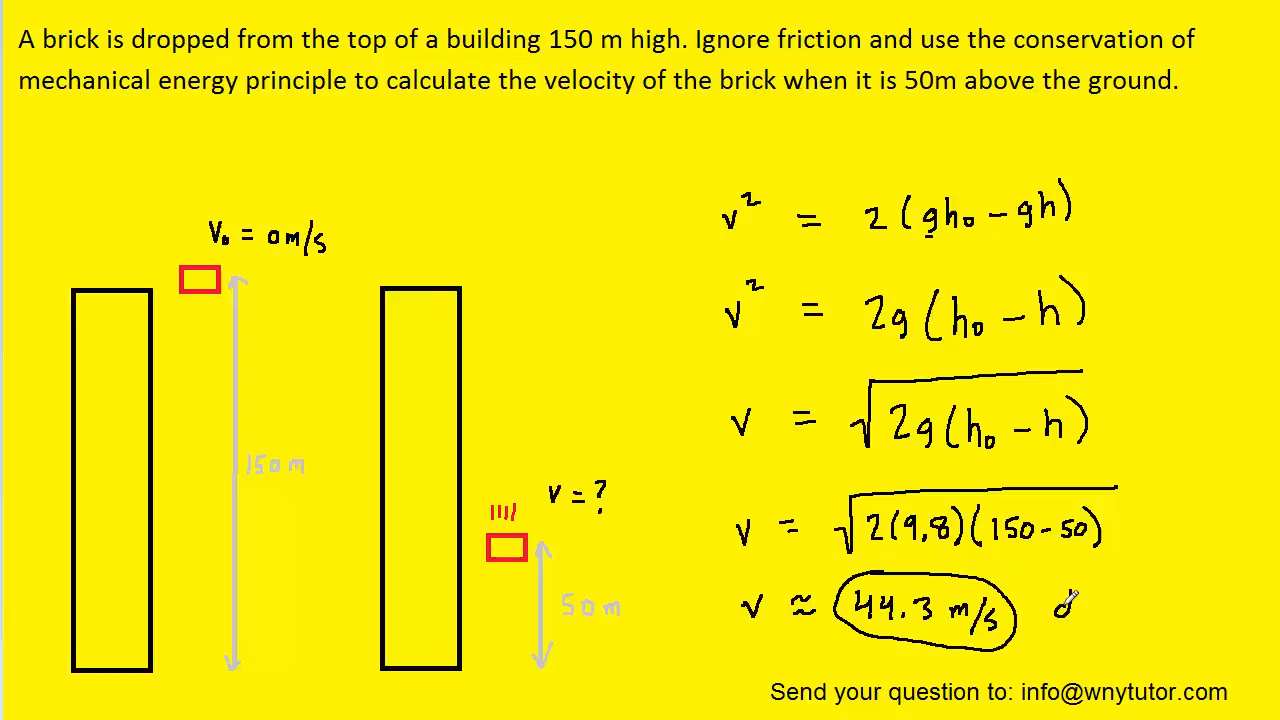 A brick is dropped from the top of a building 150 m high. Ignore friction and use the conservation of
mechanical energy principle to calculate the velocity of the brick when it is 50m above the ground.
V₀ = 0 m/s
150 m
V = ?
50 m
v² = 2(gh₀ - gh)
v² = 2g(h₀ - h)
v = √2g(h₀ - h)
v = √2(9.8)(150-50)
v ≈ 44.3 m/s d
Send your question to: info@wnytutor.com